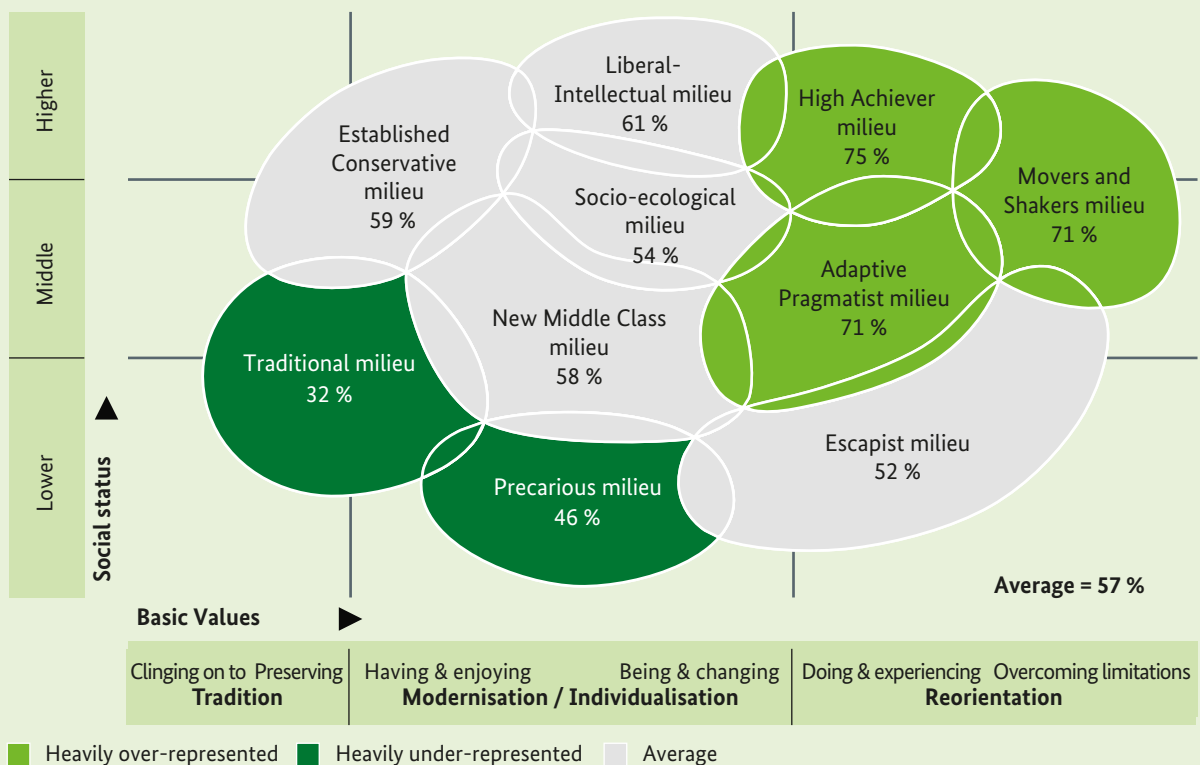 Higher
Middle
Lower
Social status
Liberal-
Intellectual milieu
61 %
High Achiever
milieu
75 %
Established
Conservative
milieu
59 %
Movers and
Shakers milieu
71 %
Socio-ecological
milieu
54 %
Adaptive
Pragmatist milieu
71 %
New Middle Class
milieu
58 %
Traditional milieu
32 %
Escapist milieu
52 %
Precarious milieu
46 %
Average = 57 %
Basic Values
Clinging on to Preserving
Tradition
Having & enjoying Being & changing
Modernisation / Individualisation
Doing & experiencing Overcoming limitations
Reorientation
Heavily over-represented Heavily under-represented Average